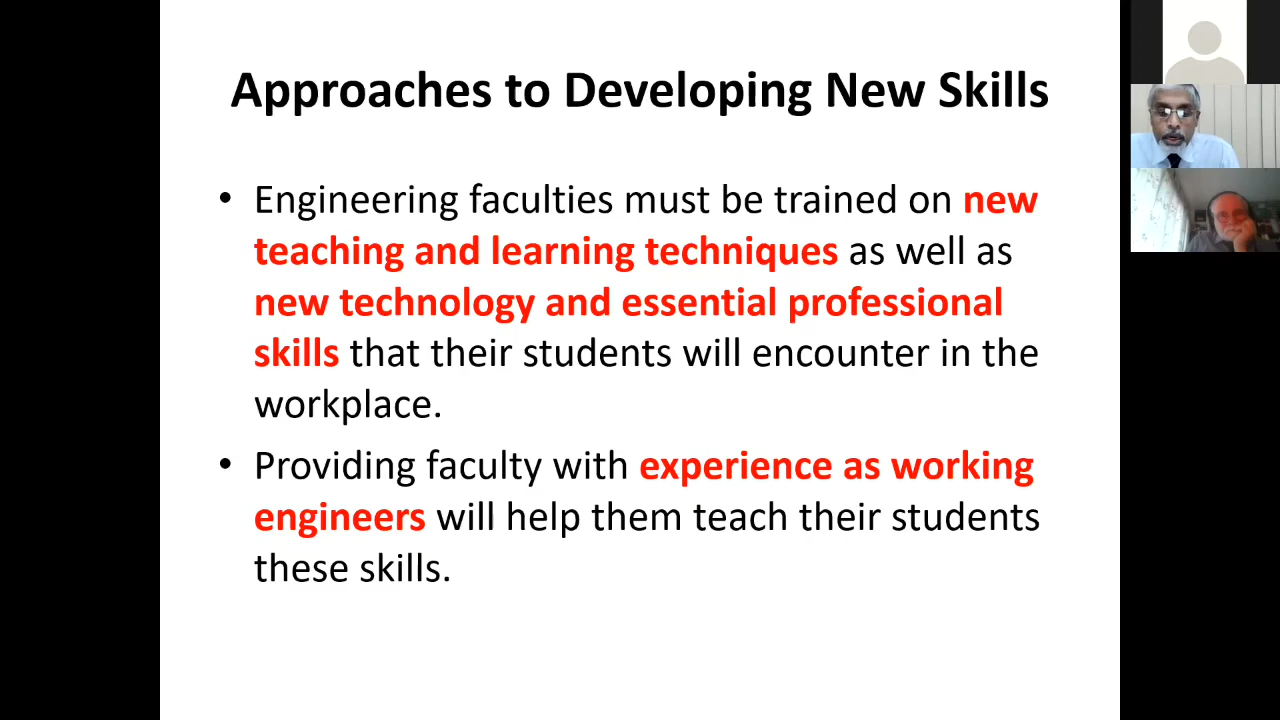 Approaches to Developing New Skills
• Engineering faculties must be trained on new
teaching and learning techniques as well as
new technology and essential professional
skills that their students will encounter in the
workplace.
• Providing faculty with experience as working
engineers will help them teach their students
these skills.